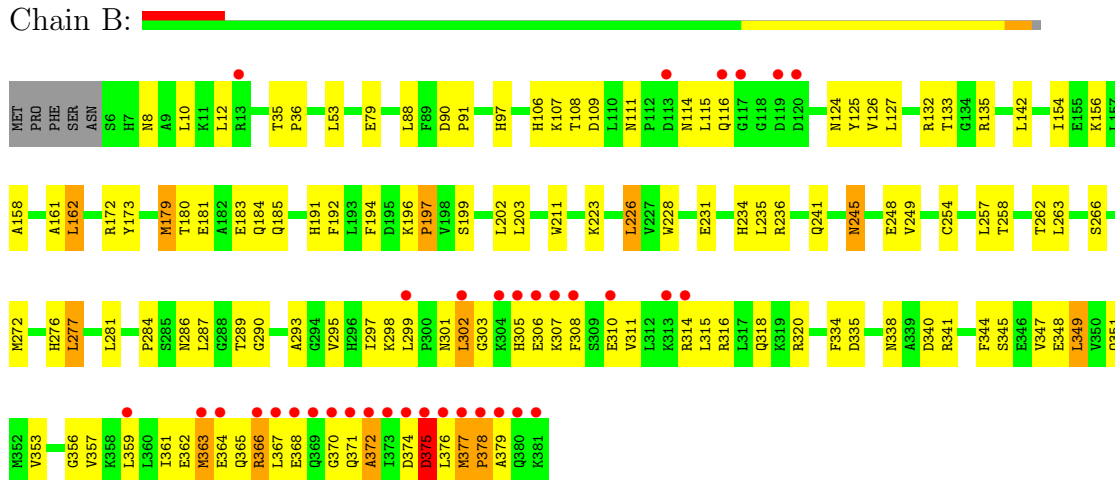 Chain B:
MET PRO PHE SER ASN S6 H7 N8 A9 L10 K11 L12 R13 T35 P36 L53 E79 L88 F89 D90 P91 H97 H106 K107 T108 D109 L110 N111 P112 D113 N114 L115 Q116 G117 G118 D119 D120 N124 Y125 V126 L127 R132 T133 G134 R135 L142 I154 E155 K156 L157
A158 A161 L162 R172 Y173 M179 T180 E181 A182 E183 Q184 Q185 H191 F192 L193 F194 D195 K196 P197 V198 S199 L202 L203 W211 K223 L226 V227 W228 E231 H234 L235 R236 Q241 N245 E248 V249 C254 L257 T258 T262 L263 S266
M272 H276 L277 L281 P284 S285 N286 L287 G288 T289 G290 A293 G294 V295 H296 I297 K298 L299 P300 N301 L302 G303 K304 H305 E306 K307 F308 S309 E310 V311 L312 K313 R314 L315 R316 L317 Q318 K319 R320 F334 D335 N338 A339 D340 R341 F344 S345 E346 V347 E348 L349 V350 Q351
M352 V353 G356 V357 K358 L359 L360 I361 E362 M363 E364 Q365 R366 L367 E368 Q369 G370 Q371 A372 I373 D374 D375 L376 N377 P378 A379 Q380 K381